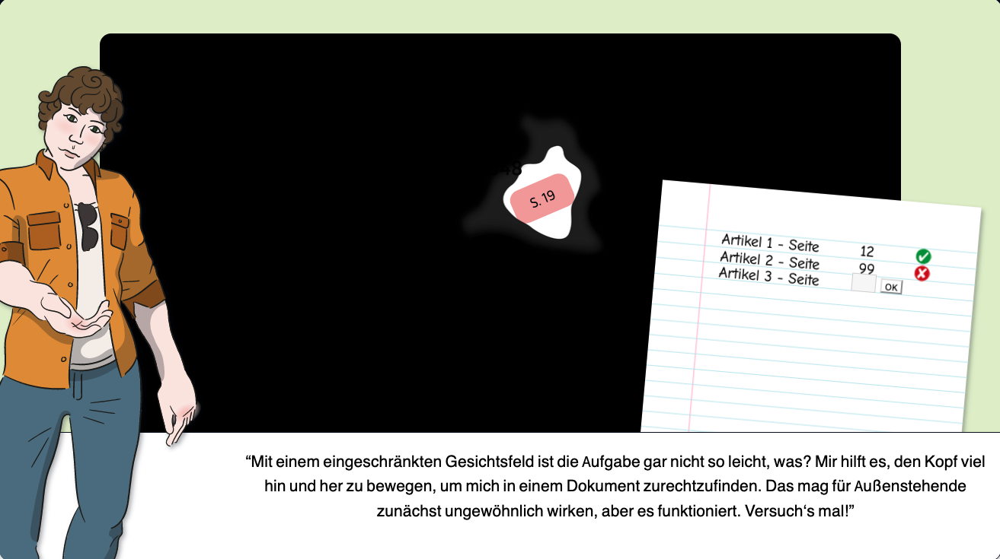 S. 19
Artikel 1 - Seite 12
Artikel 2 - Seite 99
Artikel 3 - Seite
OK
“Mit einem eingeschränkten Gesichtsfeld ist die Aufgabe gar nicht so leicht, was? Mir hilft es, den Kopf viel
hin und her zu bewegen, um mich in einem Dokument zurechtzufinden. Das mag für Außenstehende
zunächst ungewöhnlich wirken, aber es funktioniert. Versuch‘s mal!”